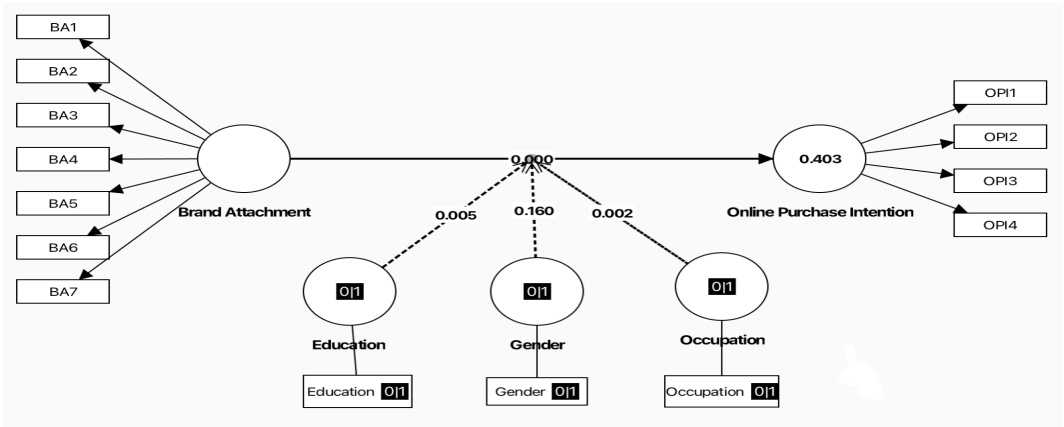 BA1
BA2
BA3
BA4
BA5
BA6
BA7
Brand Attachment
0.000
0.403
Online Purchase Intention
OPI1
OPI2
OPI3
OPI4
0.005
0.160
0.002
0|1
0|1
0|1
Education
Gender
Occupation
Education 0|1
Gender 0|1
Occupation 0|1